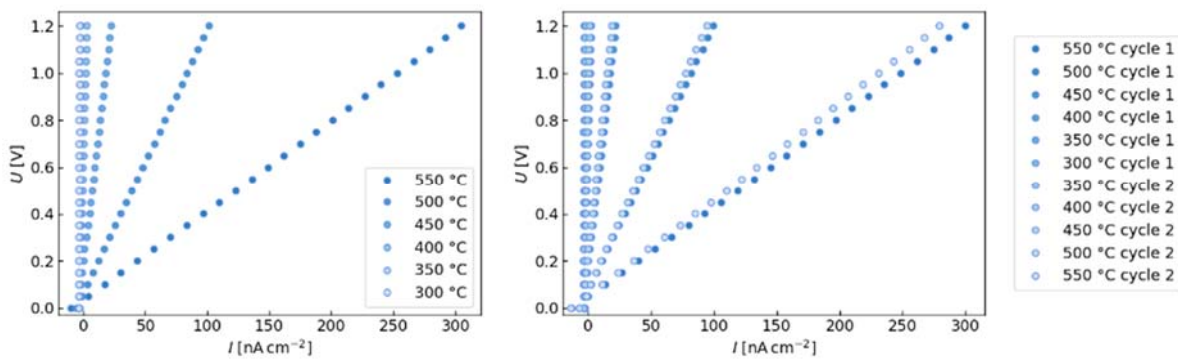 1.2
1.0
0.8
0.6
0.4
0.2
0.0
U [V]
0 50 100 150 200 250 300
I [nA cm⁻²]
550 °C
500 °C
450 °C
400 °C
350 °C
300 °C
1.2
1.0
0.8
0.6
0.4
0.2
0.0
U [V]
0 50 100 150 200 250 300
I [nA cm⁻²]
550 °C cycle 1
500 °C cycle 1
450 °C cycle 1
400 °C cycle 1
350 °C cycle 1
300 °C cycle 1
350 °C cycle 2
400 °C cycle 2
450 °C cycle 2
500 °C cycle 2
550 °C cycle 2